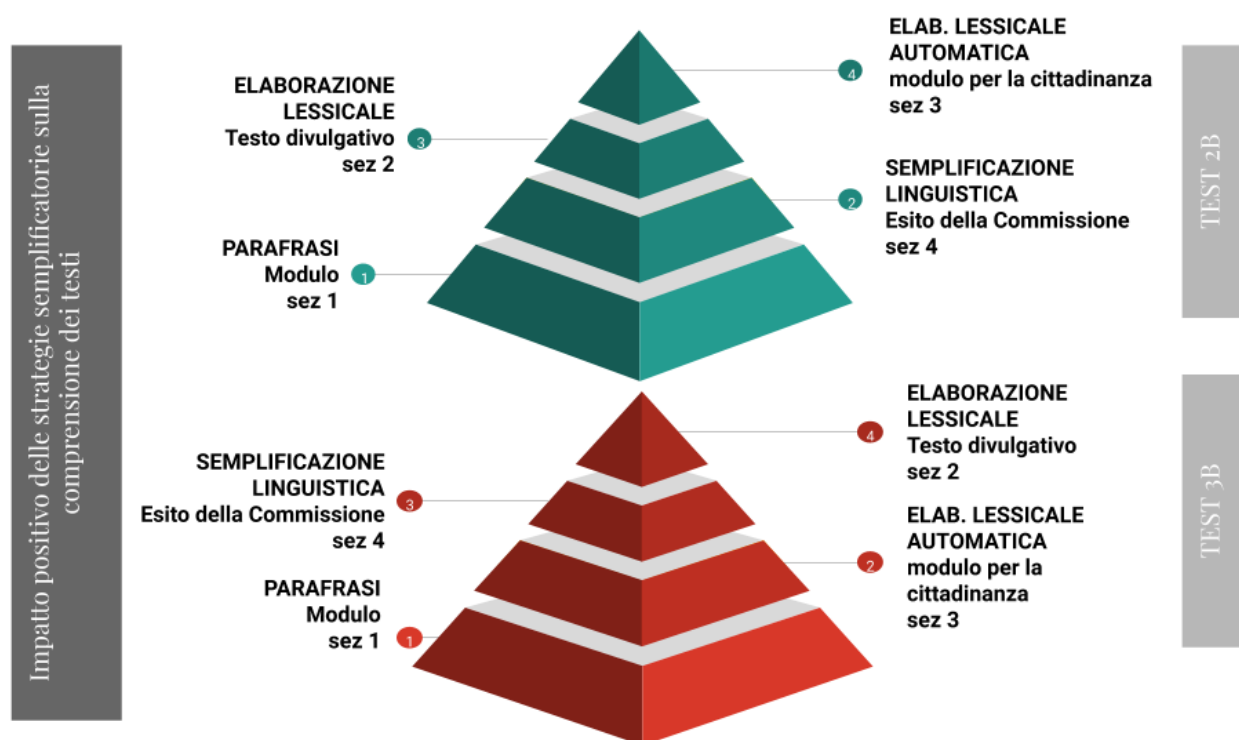 Impatto positivo delle strategie semplificatorie sulla
comprensione dei testi
ELAB. LESSICALE
AUTOMATICA
modulo per la cittadinanza
sez 3
4
ELABORAZIONE
LESSICALE
Testo divulgativo
sez 2
3
SEMPLIFICAZIONE
LINGUISTICA
Esito della Commissione
sez 4
2
PARAFRASI
Modulo
sez 1
1
TEST 2B
ELABORAZIONE
LESSICALE
Testo divulgativo
sez 2
4
SEMPLIFICAZIONE
LINGUISTICA
Esito della Commissione
sez 4
3
ELAB. LESSICALE
AUTOMATICA
modulo per la
cittadinanza
sez 3
2
PARAFRASI
Modulo
sez 1
1
TEST 3B